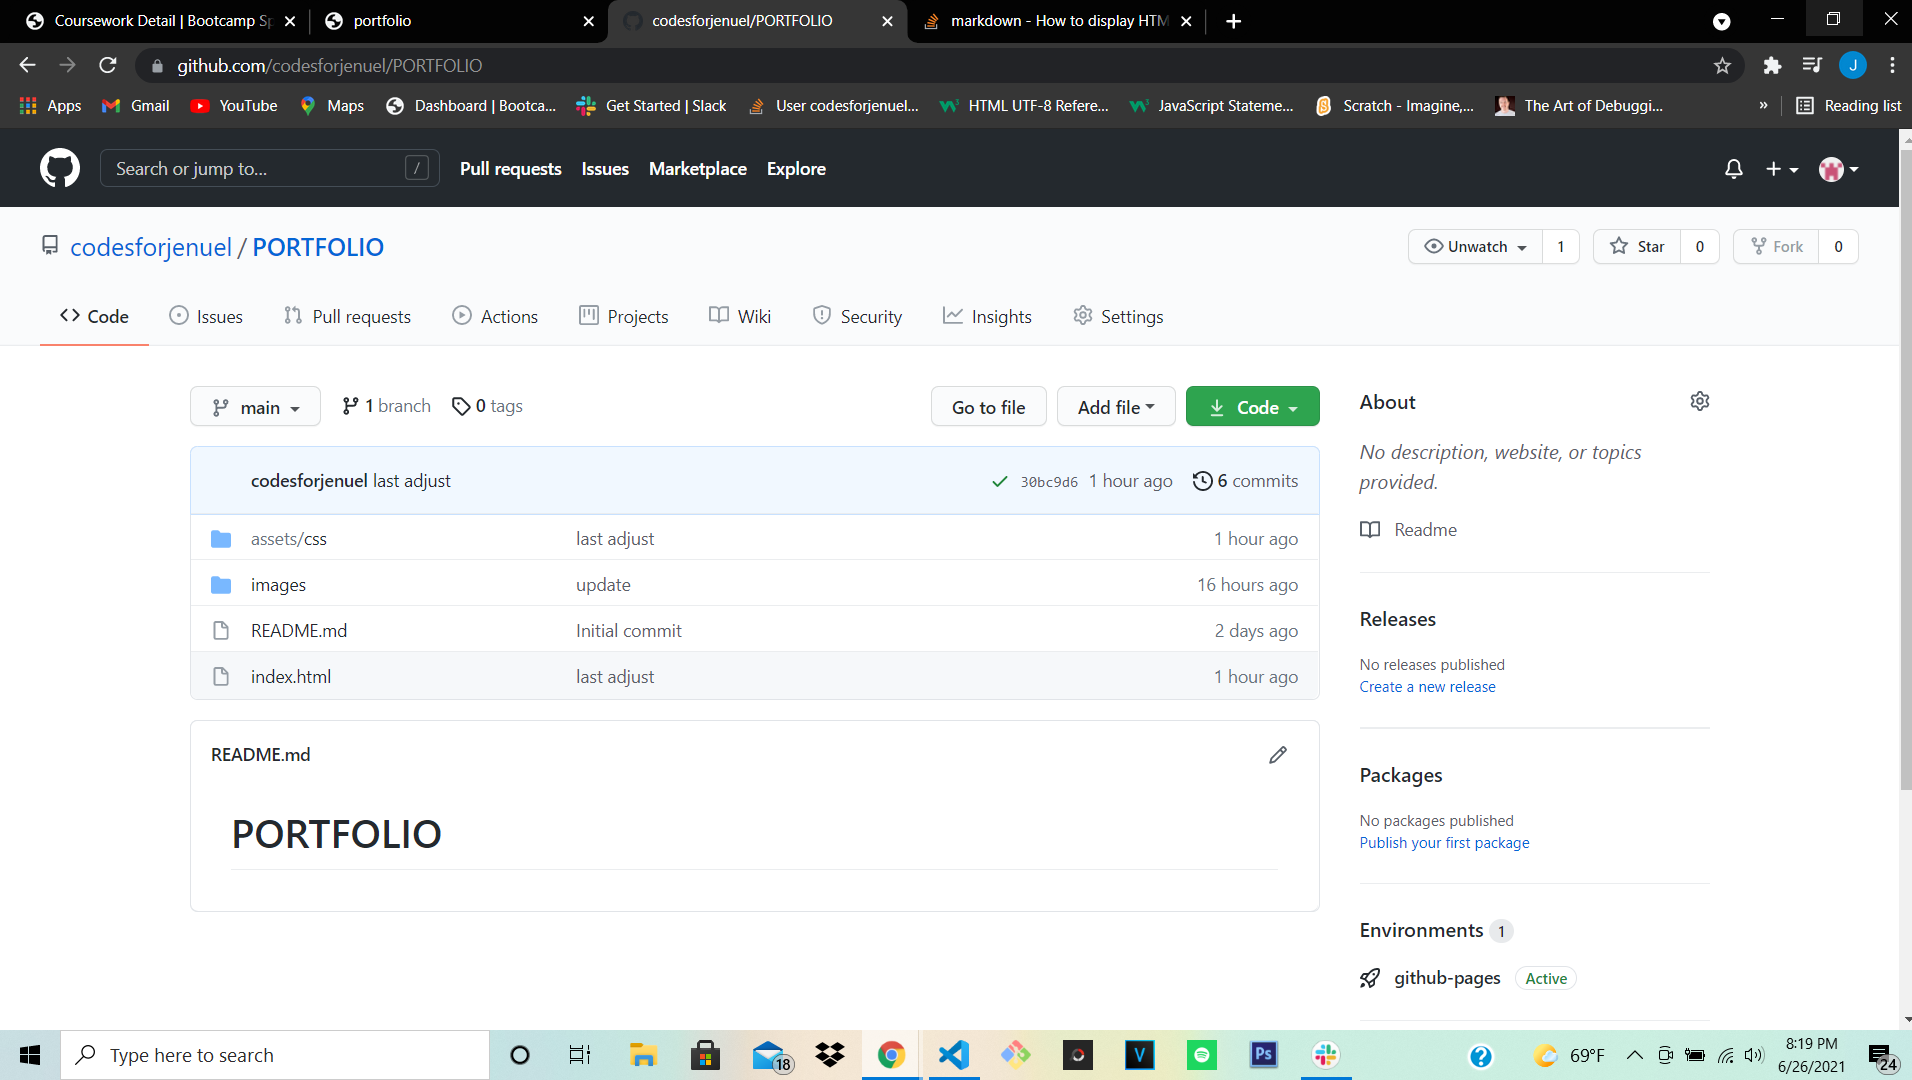 Coursework Detail | Bootcamp Sp
portfolio
codesforjenuel/PORTFOLIO
markdown - How to display HTM
github.com/codesforjenuel/PORTFOLIO
J
Apps
Gmail
YouTube
Maps
Dashboard | Bootca...
Get Started | Slack
User codesforjenuel...
HTML UTF-8 Refere...
JavaScript Stateme...
Scratch - Imagine,...
The Art of Debuggi...
»
Reading list
Search or jump to...
/
Pull requests
Issues
Marketplace
Explore
codesforjenuel / PORTFOLIO
Unwatch
1
Star
0
Fork
0
Code
Issues
Pull requests
Actions
Projects
Wiki
Security
Insights
Settings
main
1 branch
0 tags
Go to file
Add file
Code
codesforjenuel last adjust
30bc9d6
1 hour ago
6 commits
assets/css
last adjust
1 hour ago
images
update
16 hours ago
README.md
Initial commit
2 days ago
index.html
last adjust
1 hour ago
README.md
PORTFOLIO
About
No description, website, or topics
provided.
Readme
Releases
No releases published
Create a new release
Packages
No packages published
Publish your first package
Environments 1
github-pages
Active
Type here to search
18
V
Ps
?
69°F
8:19 PM
6/26/2021
24